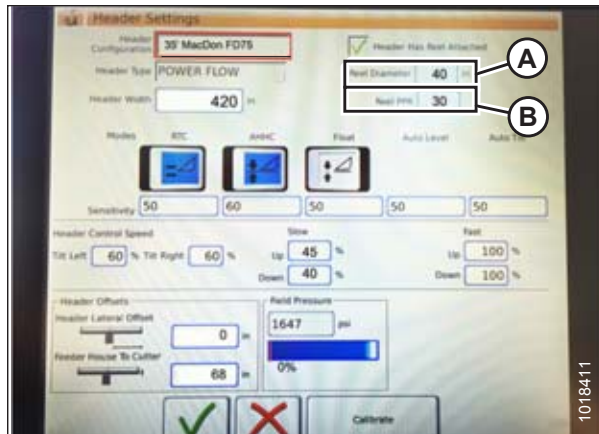 Header Settings
Header Configuration 35' MacDon FD75 Header Has Reel Attached
A
Header Type POWER FLOW Reel Diameter 40 in
Header Width 420 in Reel PPR 30
B
Modes RTC AHHC Float Auto Level Auto Tilt
Sensitivity 50 60 50 50 50
Header Control Speed Slow Fast
Tilt Left 60 % Tilt Right 60 % Up 45 % Up 100 %
Down 40 % Down 100 %
Header Offsets Field Pressure
Header Lateral Offset 1647 psi
0 in
Feeder House To Cutter
68 in 0%
Calibrate
1018411